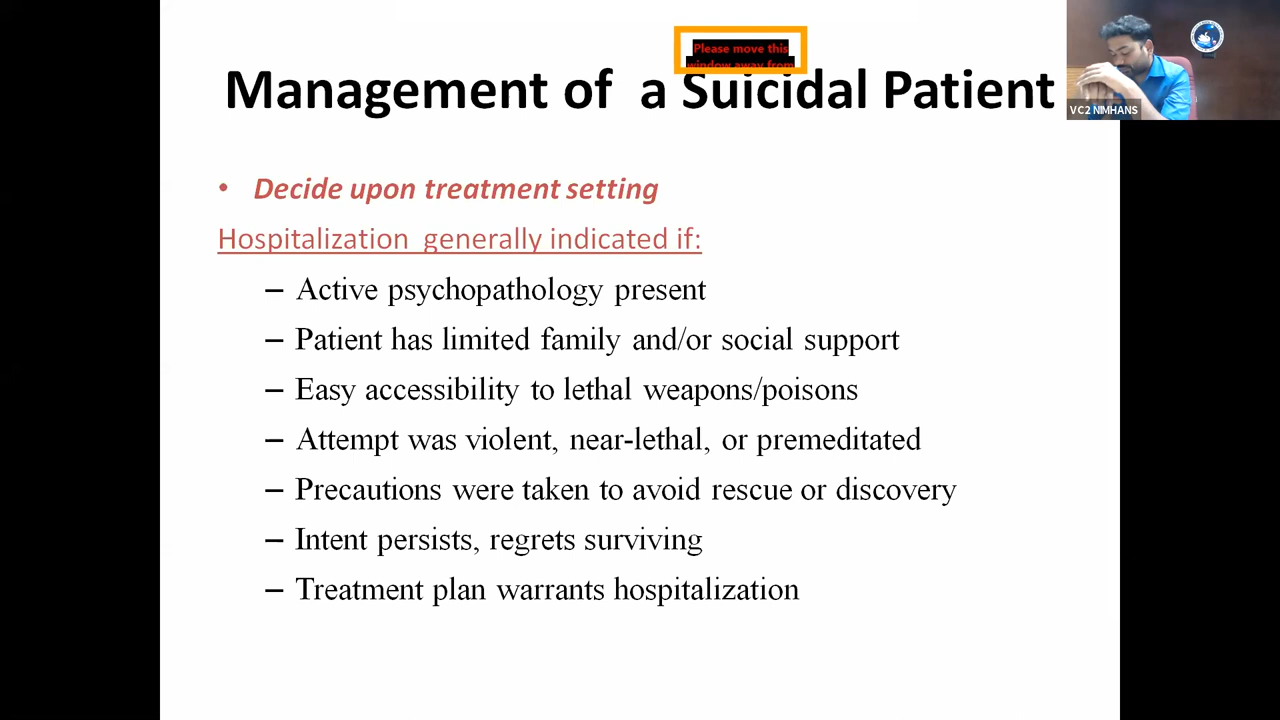 Please move this
window away from
Management of a Suicidal Patient
VC2 NIMHANS
• Decide upon treatment setting
Hospitalization generally indicated if:
– Active psychopathology present
– Patient has limited family and/or social support
– Easy accessibility to lethal weapons/poisons
– Attempt was violent, near-lethal, or premeditated
– Precautions were taken to avoid rescue or discovery
– Intent persists, regrets surviving
– Treatment plan warrants hospitalization